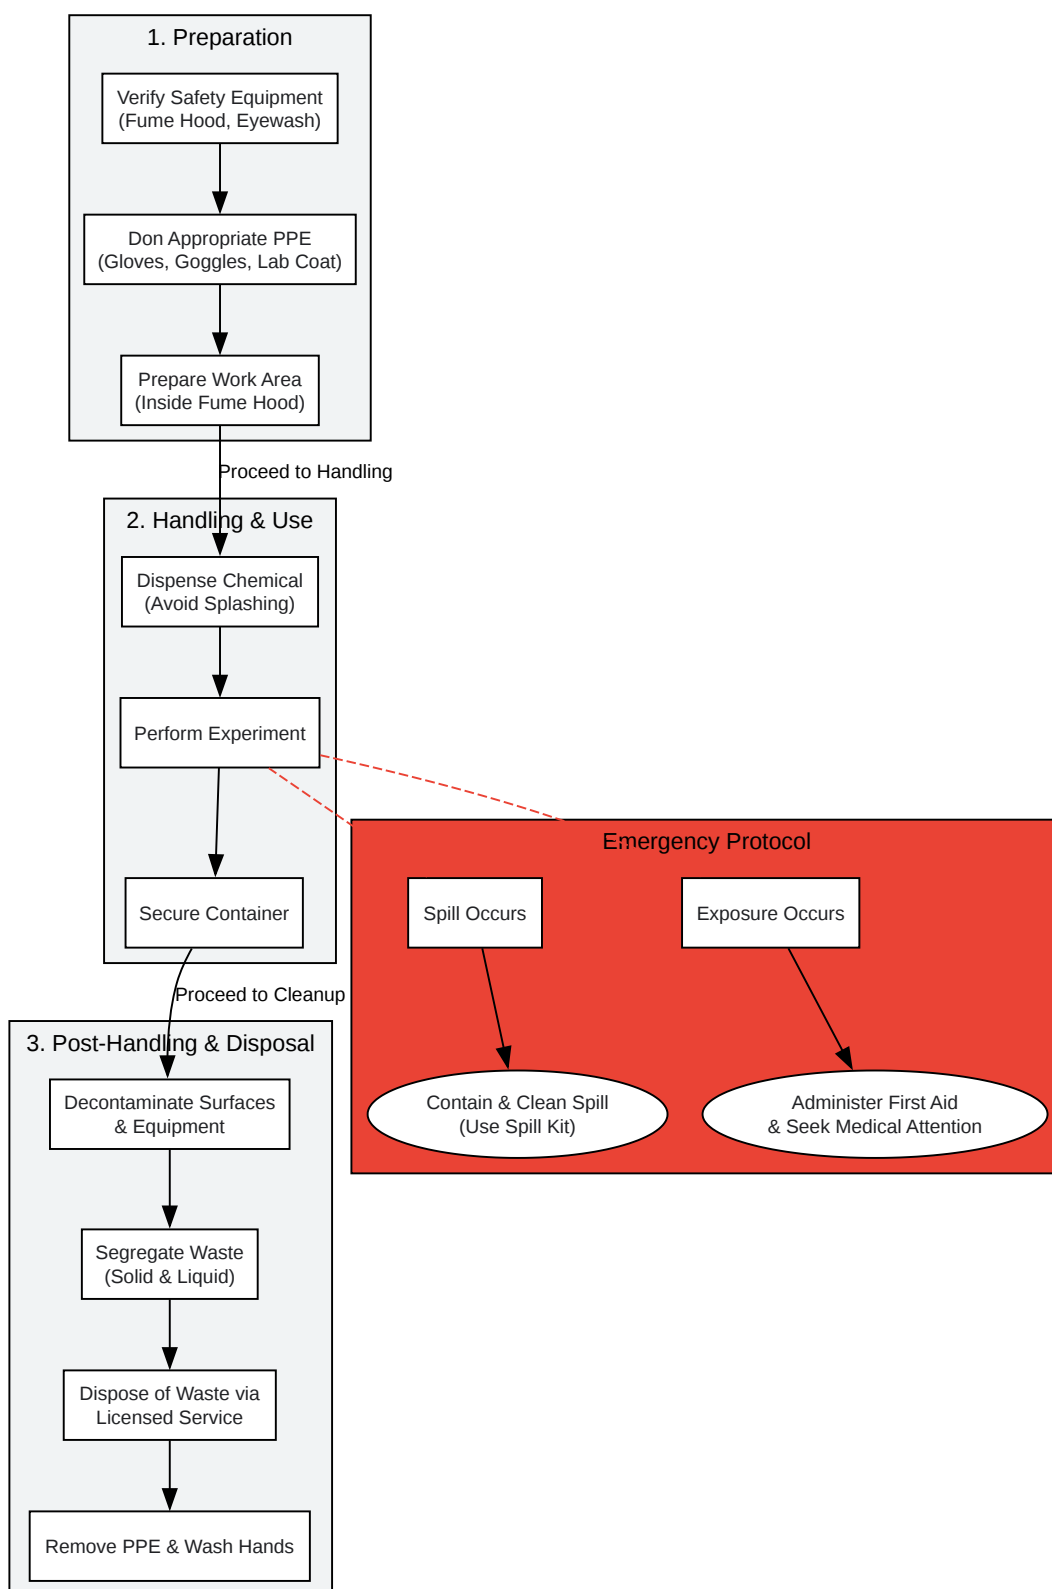 1. Preparation
Verify Safety Equipment
(Fume Hood, Eyewash)
Don Appropriate PPE
(Gloves, Goggles, Lab Coat)
Prepare Work Area
(Inside Fume Hood)
Proceed to Handling
2. Handling & Use
Dispense Chemical
(Avoid Splashing)
Perform Experiment
Secure Container
Proceed to Cleanup
Emergency Protocol
Spill Occurs
Exposure Occurs
Contain & Clean Spill
(Use Spill Kit)
Administer First Aid
& Seek Medical Attention
3. Post-Handling & Disposal
Decontaminate Surfaces
& Equipment
Segregate Waste
(Solid & Liquid)
Dispose of Waste via
Licensed Service
Remove PPE & Wash Hands